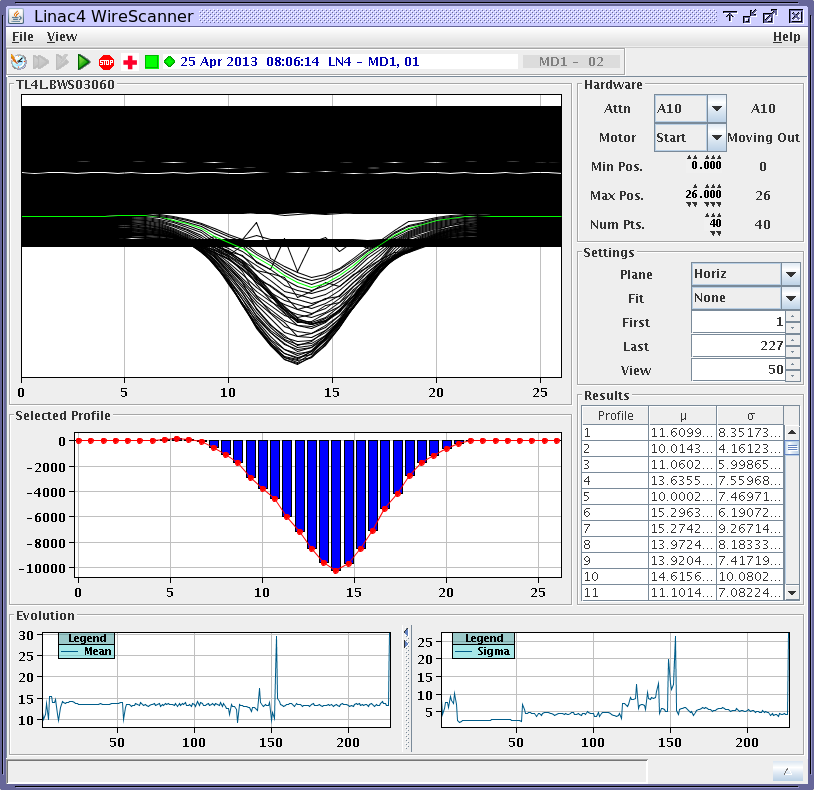 Linac4 WireScanner
File View Help
STOP 25 Apr 2013 08:06:14 LN4 - MD1, 01 MD1 - 02
TL4L.BWS03060
0 5 10 15 20 25
Hardware
Attn A10 A10
Motor Start Moving Out
Min Pos. 0.000 0
Max Pos. 26.000 26
Num Pts. 40 40
Settings
Plane Horiz
Fit None
First 1
Last 227
View 50
Selected Profile
0
-2000
-4000
-6000
-8000
-10000
0 5 10 15 20 25
Results
Profile μ σ
1 11.6099... 8.35173...
2 10.0143... 4.16123...
3 11.0602... 5.99865...
4 13.6355... 7.55968...
5 10.0002... 7.46971...
6 15.2963... 6.19072...
7 15.2742... 9.26714...
8 13.9724... 8.18333...
9 13.9204... 7.41719...
10 14.6156... 10.0802...
11 11.1014... 7.08224...
Evolution
Legend
Mean
30
25
20
15
10
50 100 150 200
Legend
Sigma
25
20
15
10
5
50 100 150 200